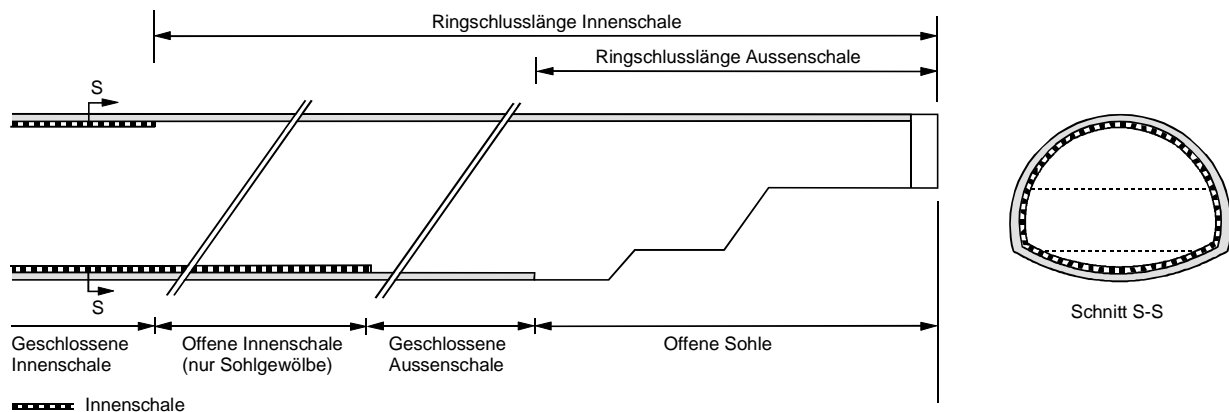 Ringschlusslänge Innenschale
Ringschlusslänge Aussenschale
S
S
Schnitt S-S
Geschlossene
Innenschale
Offene Innenschale
(nur Sohlgewölbe)
Geschlossene
Aussenschale
Offene Sohle
Innenschale